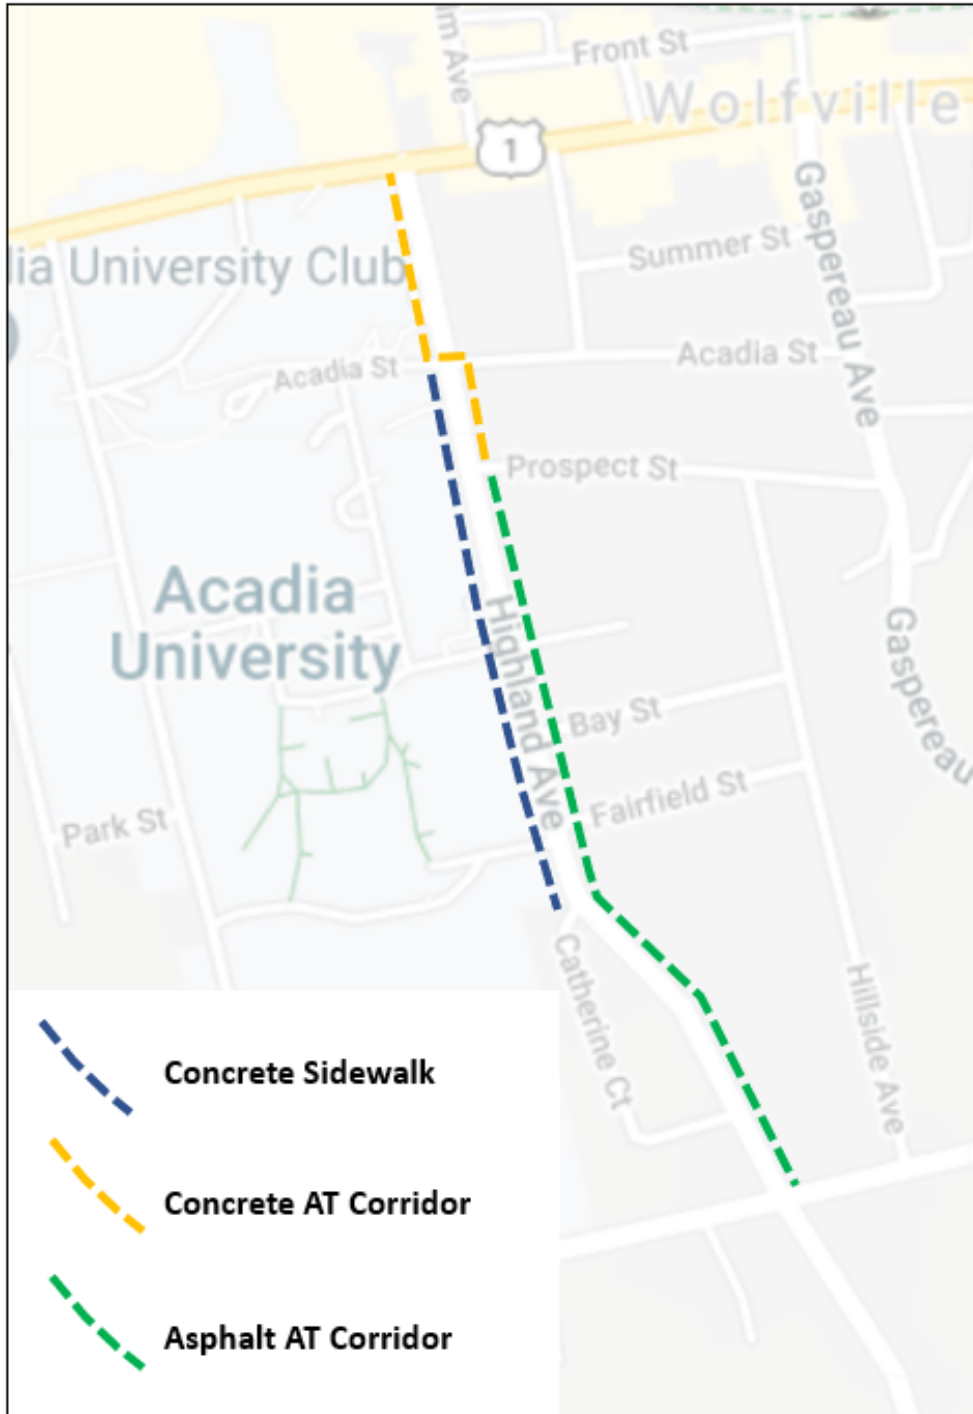 Front St
Wolfville
1
Gaspereau Ave
Summer St
Acadia University Club
Acadia St
Acadia St
Prospect St
Acadia
University
Highland Ave
Gaspereau
Bay St
Fairfield St
Park St
Catherine Ct
Hillside Ave
Concrete Sidewalk
Concrete AT Corridor
Asphalt AT Corridor